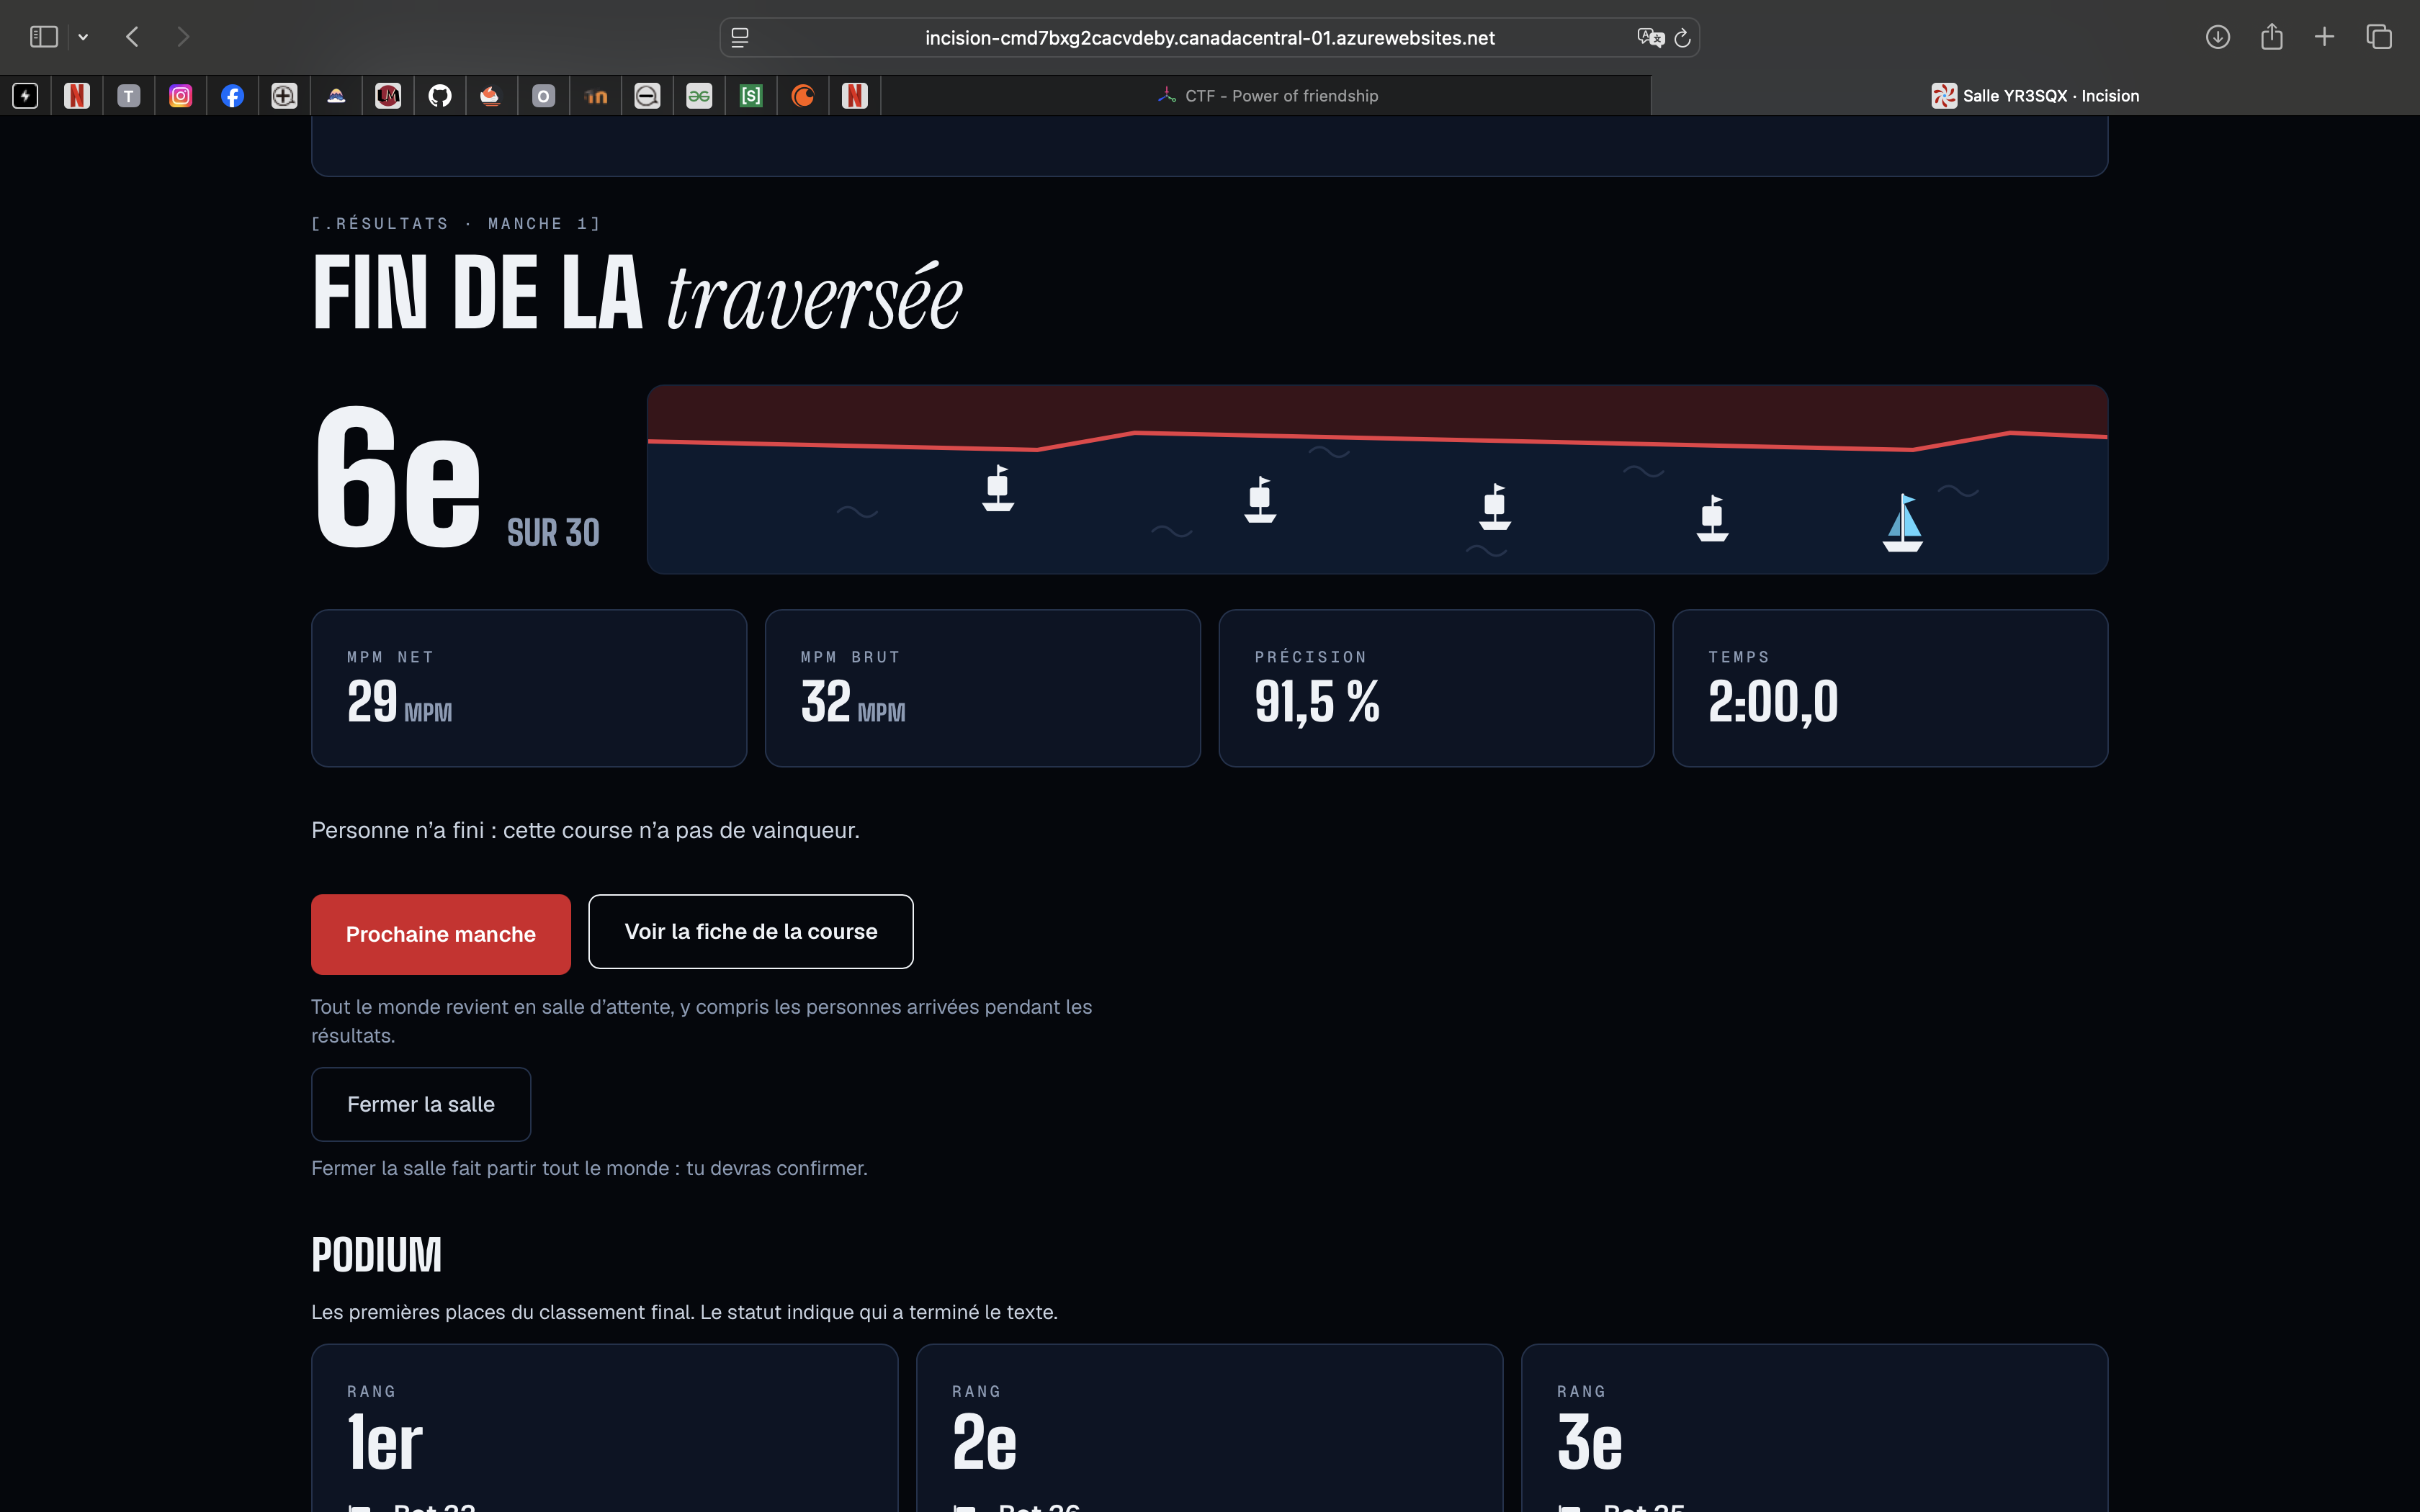 incision-cmd7bxg2cacvdeby.canadacentral-01.azurewebsites.net
CTF - Power of friendship
Salle YR3SQX · Incision
[.RÉSULTATS · MANCHE 1]
FIN DE LA traversée
6e SUR 30
MPM NET
29 MPM
MPM BRUT
32 MPM
PRÉCISION
91,5 %
TEMPS
2:00,0
Personne n’a fini : cette course n’a pas de vainqueur.
Prochaine manche
Voir la fiche de la course
Tout le monde revient en salle d’attente, y compris les personnes arrivées pendant les
résultats.
Fermer la salle
Fermer la salle fait partir tout le monde : tu devras confirmer.
PODIUM
Les premières places du classement final. Le statut indique qui a terminé le texte.
RANG
1er
RANG
2e
RANG
3e